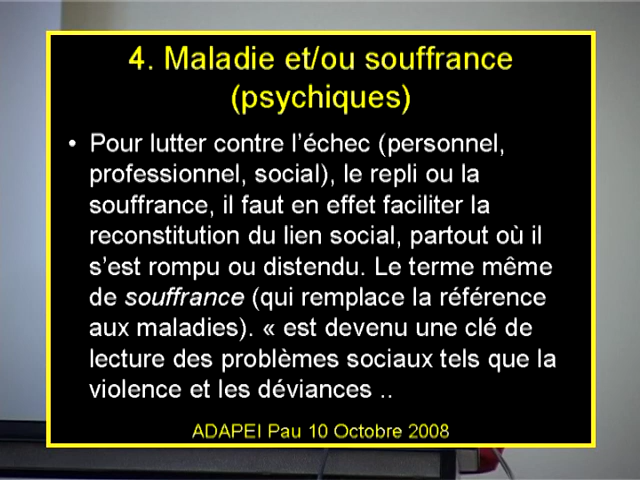 4. Maladie et/ou souffrance
(psychiques)
• Pour lutter contre l'échec (personnel,
professionnel, social), le repli ou la
souffrance, il faut en effet faciliter la
reconstitution du lien social, partout où il
s'est rompu ou distendu. Le terme même
de souffrance (qui remplace la référence
aux maladies). « est devenu une clé de
lecture des problèmes sociaux tels que la
violence et les déviances ..
ADAPEI Pau 10 Octobre 2008